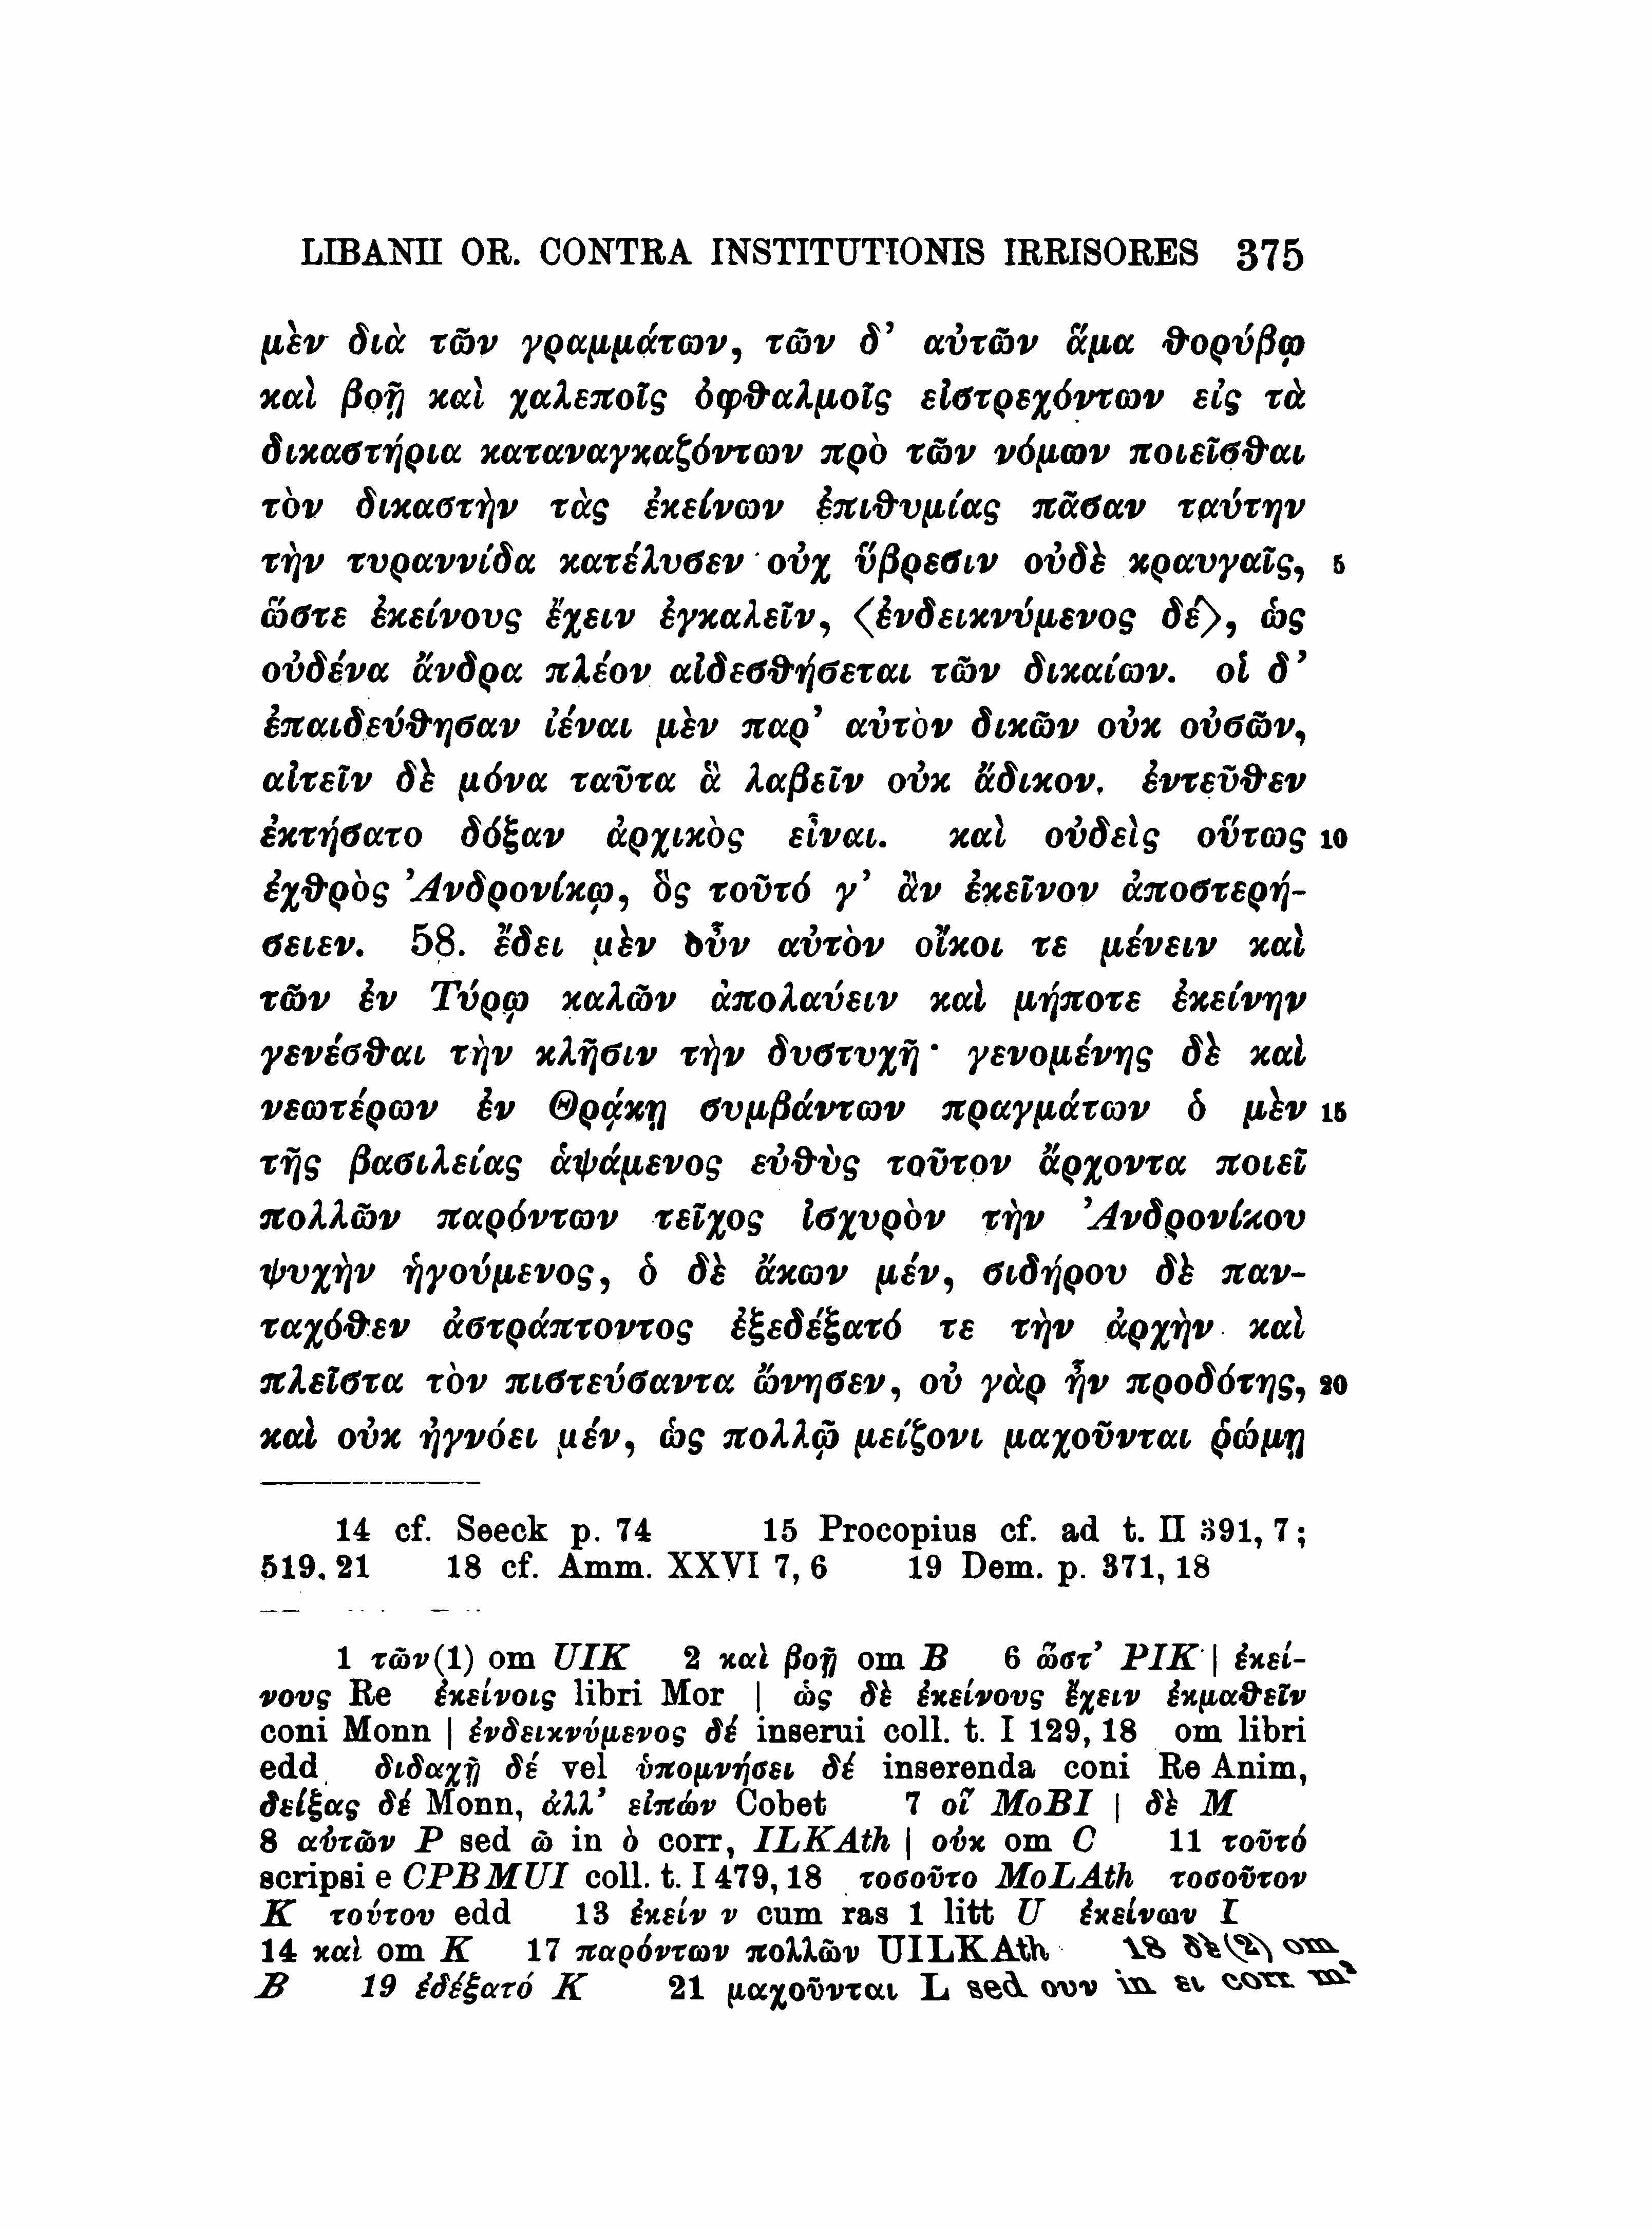 LIBANII OR. CONTRA INSTITUTIONIS IRRISORES 375
μὲν διὰ τῶν γραμμάτων, τῶν δ’ αὐτῶν ἅμα θορύβῳ
καὶ βοῇ καὶ χαλεποῖς ὀφθαλμοῖς εἰστρεχόντων εἰς τὰ
δικαστήρια καταναγκαζόντων πρὸ τῶν νόμων ποιεῖσθαι
τὸν δικαστὴν τὰς ἐκείνων ἐπιθυμίας πᾶσαν ταύτην
τὴν τυραννίδα κατέλυσεν οὐχ ὕβρεσιν οὐδὲ κραυγαῖς, 5
ὥστε ἐκείνους ἔχειν ἐγκαλεῖν, 〈ἐνδεικνύμενος δέ〉, ὡς
οὐδένα ἄνδρα πλέον αἰδεσθήσεται τῶν δικαίων. οἱ δ’
ἐπαιδεύθησαν ἰέναι μὲν παρ’ αὐτὸν δικῶν οὐκ οὐσῶν,
αἰτεῖν δὲ μόνα ταῦτα ἃ λαβεῖν οὐκ ἄδικον. ἐντεῦθεν
ἐκτήσατο δόξαν ἀρχικὸς εἶναι. καὶ οὐδεὶς οὕτως 10
ἐχθρὸς Ἀνδρονίκῳ, ὃς τοῦτό γ’ ἂν ἐκεῖνον ἀποστερή-
σειεν. 58. ἔδει μὲν οὖν αὐτὸν οἴκοι τε μένειν καὶ
τῶν ἐν Τύρῳ καλῶν ἀπολαύειν καὶ μήποτε ἐκείνην
γενέσθαι τὴν κλῆσιν τὴν δυστυχῆ· γενομένης δὲ καὶ
νεωτέρων ἐν Θρᾴκῃ συμβάντων πραγμάτων ὁ μὲν 15
τῆς βασιλείας ἁψάμενος εὐθὺς τοῦτον ἄρχοντα ποιεῖ
πολλῶν παρόντων τεῖχος ἰσχυρὸν τὴν Ἀνδρονίκου
ψυχὴν ἡγούμενος, ὁ δὲ ἄκων μέν, σιδήρου δὲ παν-
ταχόθεν ἀστράπτοντος ἐξεδέξατό τε τὴν ἀρχὴν καὶ
πλεῖστα τὸν πιστεύσαντα ὤνησεν, οὐ γὰρ ἦν προδότης, 20
καὶ οὐκ ἠγνόει μέν, ὡς πολλῷ μείζονι μαχοῦνται ῥώμῃ
14 cf. Seeck p. 74 15 Procopius cf. ad t. II 391, 7;
519, 21 18 cf. Amm. XXVI 7, 6 19 Dem. p. 371, 18
1 τῶν(1) om UIK 2 καὶ βοῇ om B 6 ὥστ’ PIK | ἐκεί-
νους Re ἐκείνοις libri Mor | ὡς δὲ ἐκείνους ἔχειν ἐκμαθεῖν
coni Monn | ἐνδεικνύμενος δέ inserui coll. t. I 129, 18 om libri
edd διδαχῇ δέ vel ὑπομνήσει δέ inserenda coni Re Anim,
δείξας δέ Monn, ἀλλ’ εἰπών Cobet 7 οἵ MoBI | δὲ M
8 αὐτῶν P sed ῶ in ὸ corr, ILKAth | οὐκ om C 11 τοῦτό
scripsi e CPBMUI coll. t. I 479, 18 τοσοῦτο MoLAth τοσοῦτον
K τούτου edd 13 ἐκείν ν cum ras 1 litt U ἐκείνων I
14 καὶ om K 17 παρόντων πολλῶν UILKAth 18 δὲ(2) om
B 19 ἐδέξατό K 21 μαχοῦνται L sed ουν in ει corr m²